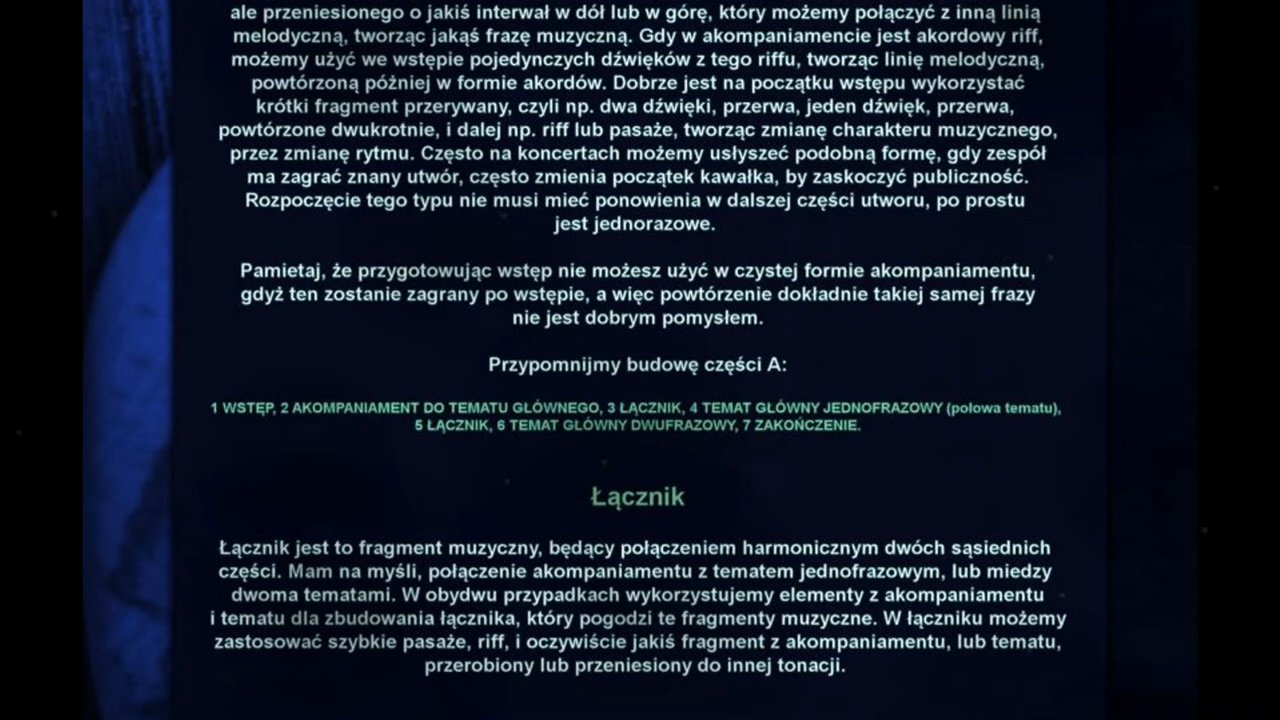 ale przeniesionego o jakiś interwał w dół lub w górę, który możemy połączyć z inną linią
melodyczną, tworząc jakąś frazę muzyczną. Gdy w akompaniamencie jest akordowy riff,
możemy użyć we wstępie pojedynczych dźwięków z tego riffu, tworząc linię melodyczną,
powtórzoną później w formie akordów. Dobrze jest na początku wstępu wykorzystać
krótki fragment przerywany, czyli np. dwa dźwięki, przerwa, jeden dźwięk, przerwa,
powtórzone dwukrotnie, i dalej np. riff lub pasaże, tworząc zmianę charakteru muzycznego,
przez zmianę rytmu. Często na koncertach możemy usłyszeć podobną formę, gdy zespół
ma zagrać znany utwór, często zmienia początek kawałka, by zaskoczyć publiczność.
Rozpoczęcie tego typu nie musi mieć ponowienia w dalszej części utworu, po prostu
jest jednorazowe.
Pamietaj, że przygotowując wstęp nie możesz użyć w czystej formie akompaniamentu,
gdyż ten zostanie zagrany po wstępie, a więc powtórzenie dokładnie takiej samej frazy
nie jest dobrym pomysłem.
Przypomnijmy budowę części A:
1 WSTĘP, 2 AKOMPANIAMENT DO TEMATU GŁÓWNEGO, 3 ŁĄCZNIK, 4 TEMAT GŁÓWNY JEDNOFRAZOWY (połowa tematu),
5 ŁĄCZNIK, 6 TEMAT GŁÓWNY DWUFRAZOWY, 7 ZAKOŃCZENIE.
Łącznik
Łącznik jest to fragment muzyczny, będący połączeniem harmonicznym dwóch sąsiednich
części. Mam na myśli, połączenie akompaniamentu z tematem jednofrazowym, lub miedzy
dwoma tematami. W obydwu przypadkach wykorzystujemy elementy z akompaniamentu
i tematu dla zbudowania łącznika, który pogodzi te fragmenty muzyczne. W łączniku możemy
zastosować szybkie pasaże, riff, i oczywiście jakiś fragment z akompaniamentu, lub tematu,
przerobiony lub przeniesiony do innej tonacji.